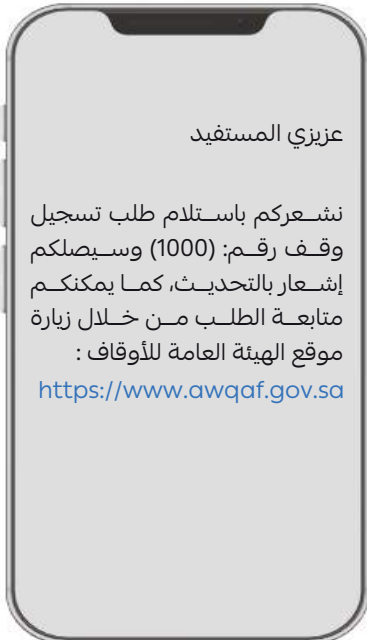 عزيزي المستفيد
نشعركم باستلام طلب تسجيل
وقف رقم: (1000) وسيصلكم
إشعار بالتحديث، كما يمكنكم
متابعة الطلب من خلال زيارة
موقع الهيئة العامة للأوقاف :
https://www.awqaf.gov.sa